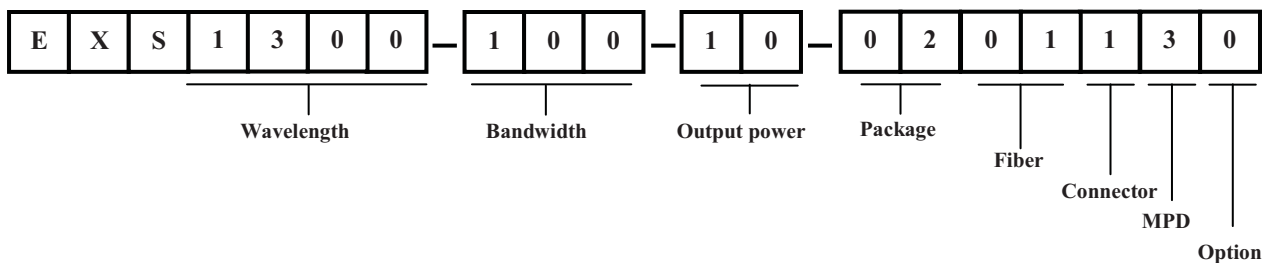 E X S 1 3 0 0 – 1 0 0 – 1 0 – 0 2 0 1 1 3 0
Wavelength Bandwidth Output power Package
Fiber
Connector
MPD
Option